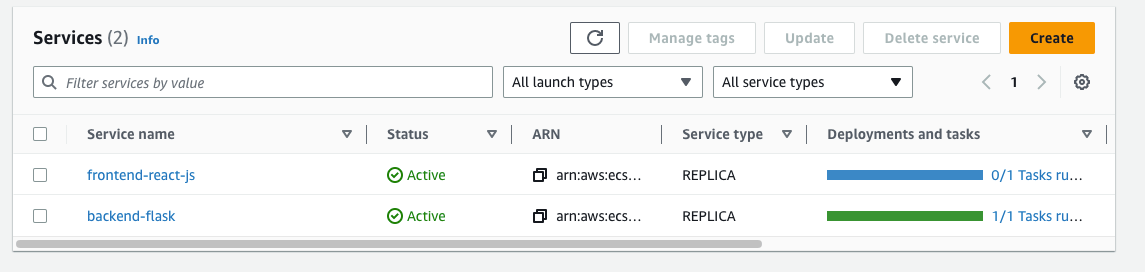 Services (2) Info Manage tags Update Delete service Create
Filter services by value All launch types All service types 1
Service name Status ARN Service type Deployments and tasks
frontend-react-js Active arn:aws:ecs... REPLICA 0/1 Tasks ru...
backend-flask Active arn:aws:ecs... REPLICA 1/1 Tasks ru...